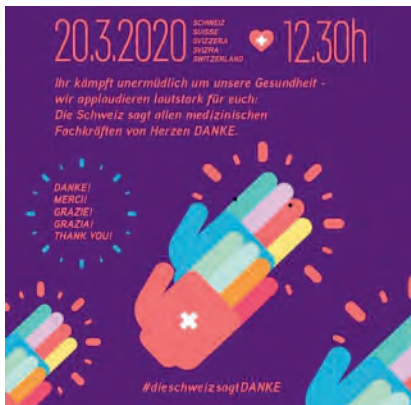 20.3.2020
SCHWEIZ
SUISSE
SVIZZERA
SVIZRA
SWITZERLAND
12.30h
Ihr kämpft unermüdlich um unsere Gesundheit -
wir applaudieren lautstark für euch:
Die Schweiz sagt allen medizinischen
Fachkräften von Herzen DANKE.
DANKE!
MERCI!
GRAZIE!
GRAZIA!
THANK YOU!
#dieschweizsagtDANKE